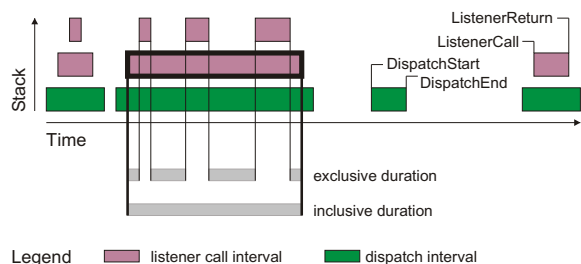 ListenerReturn
ListenerCall
DispatchStart
DispatchEnd
Stack
Time
exclusive duration
inclusive duration
Legend
listener call interval
dispatch interval